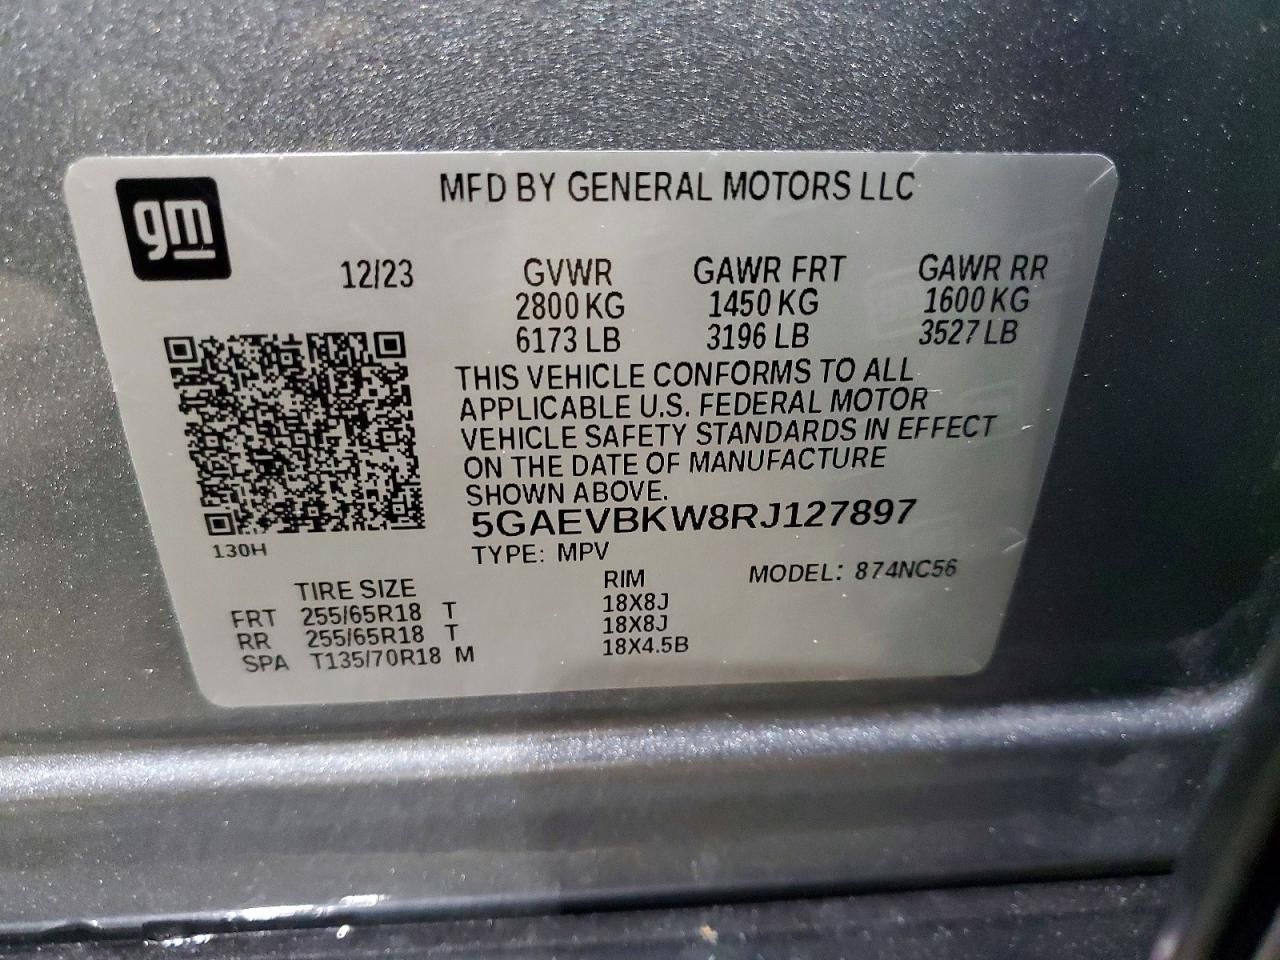 gm
MFD BY GENERAL MOTORS LLC
12/23 GVWR GAWR FRT GAWR RR
2800 KG 1450 KG 1600 KG
6173 LB 3196 LB 3527 LB
THIS VEHICLE CONFORMS TO ALL
APPLICABLE U.S. FEDERAL MOTOR
VEHICLE SAFETY STANDARDS IN EFFECT
ON THE DATE OF MANUFACTURE
SHOWN ABOVE.
5GAEVBKW8RJ127897
130H
TYPE: MPV
MODEL: 874NC56
TIRE SIZE RIM
FRT 255/65R18 T 18X8J
RR 255/65R18 T 18X8J
SPA T135/70R18 M 18X4.5B